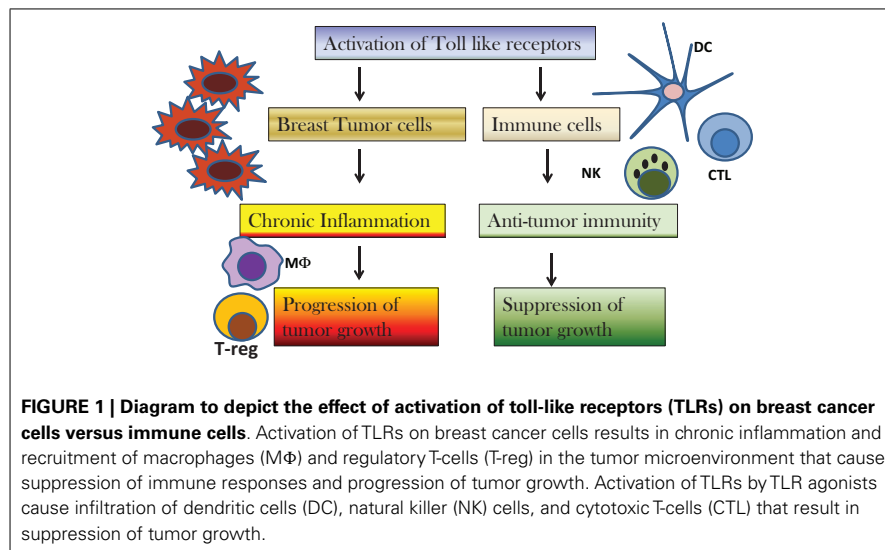 Activation of Toll like receptors
DC
Breast Tumor cells
Immune cells
NK
CTL
Chronic Inflammation
Anti-tumor immunity
MΦ
Progression of
tumor growth
Suppression of
tumor growth
T-reg
FIGURE 1 | Diagram to depict the effect of activation of toll-like receptors (TLRs) on breast cancer
cells versus immune cells. Activation of TLRs on breast cancer cells results in chronic inflammation and
recruitment of macrophages (MΦ) and regulatory T-cells (T-reg) in the tumor microenvironment that cause
suppression of immune responses and progression of tumor growth. Activation of TLRs by TLR agonists
cause infiltration of dendritic cells (DC), natural killer (NK) cells, and cytotoxic T-cells (CTL) that result in
suppression of tumor growth.